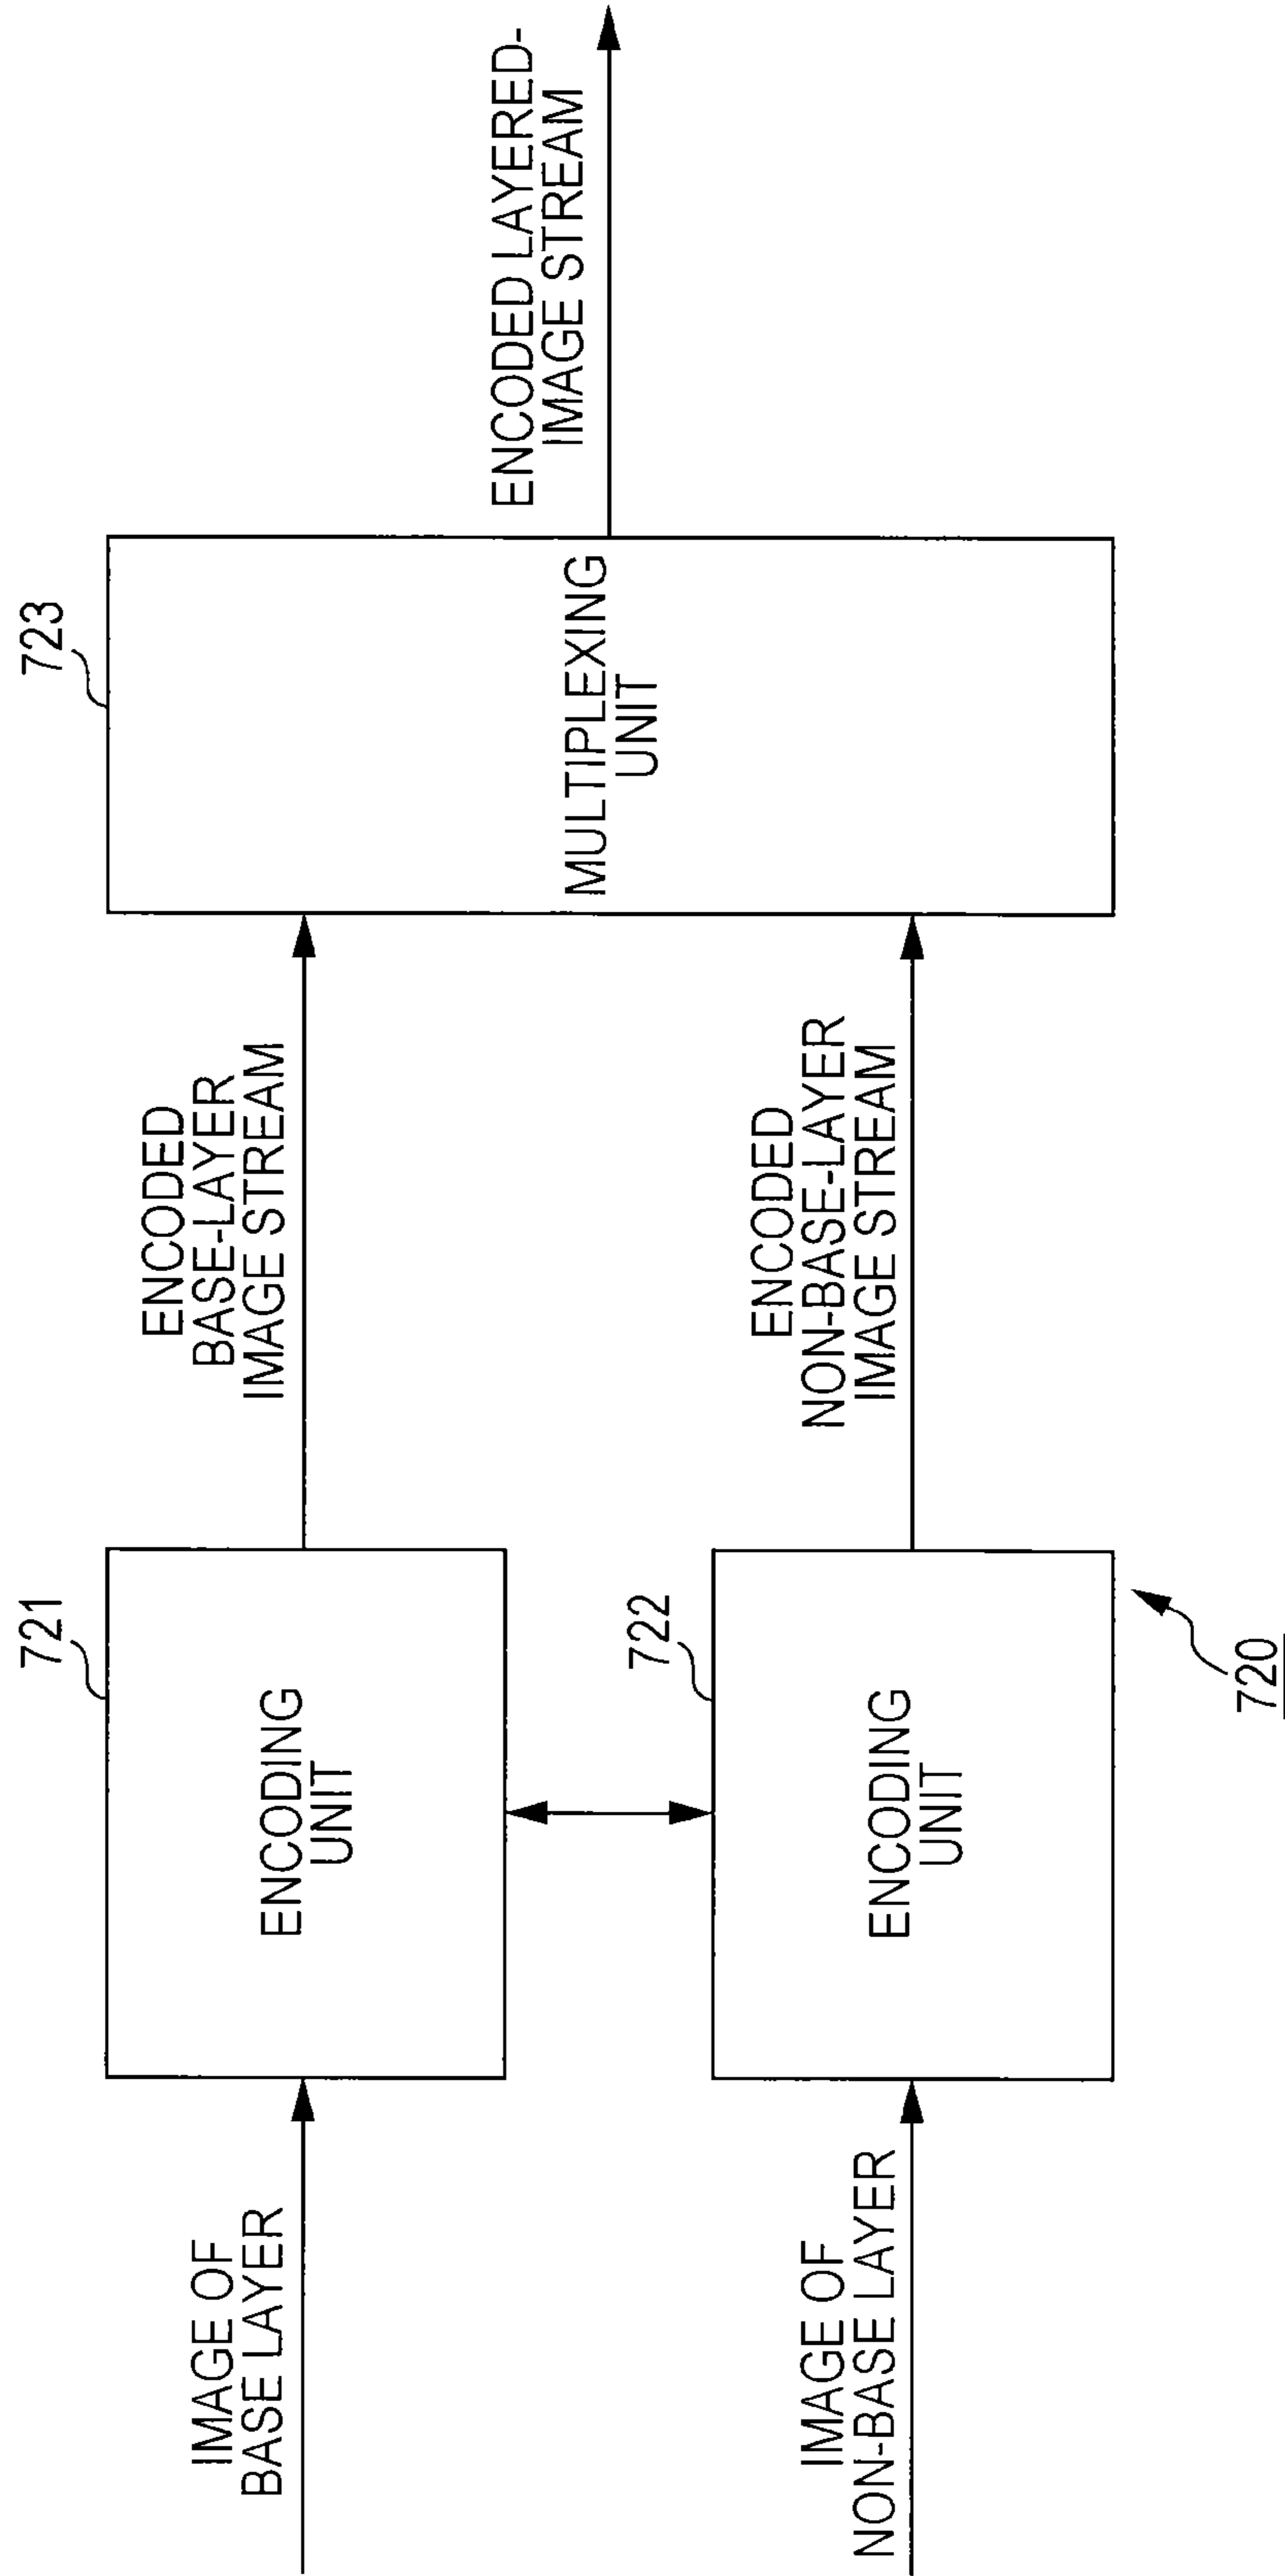 IMAGE OF
BASE LAYER
721
ENCODING
UNIT
ENCODED
BASE-LAYER
IMAGE STREAM
723
MULTIPLEXING
UNIT
ENCODED LAYERED-
IMAGE STREAM
IMAGE OF
NON-BASE LAYER
722
ENCODING
UNIT
ENCODED
NON-BASE-LAYER
IMAGE STREAM
720